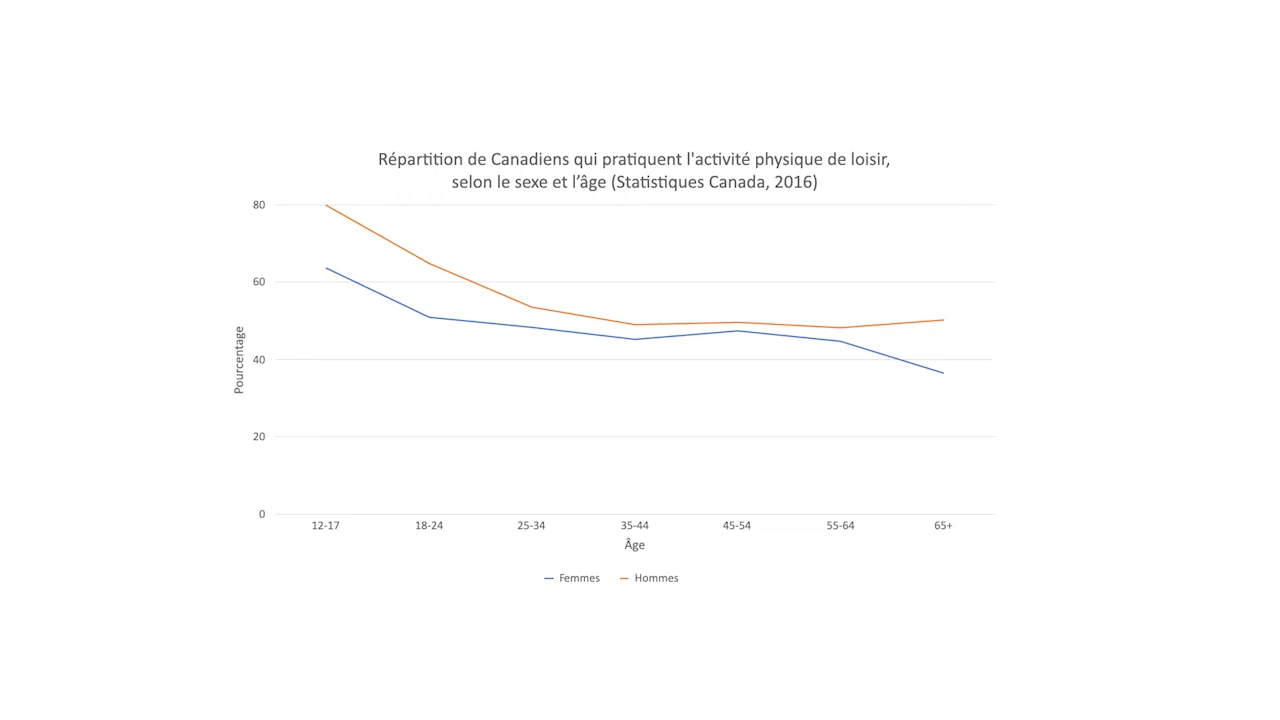 Répartition de Canadiens qui pratiquent l'activité physique de loisir,
selon le sexe et l’âge (Statistiques Canada, 2016)
80
60
40
20
0
Pourcentage
12-17 18-24 25-34 35-44 45-54 55-64 65+
Âge
Femmes Hommes